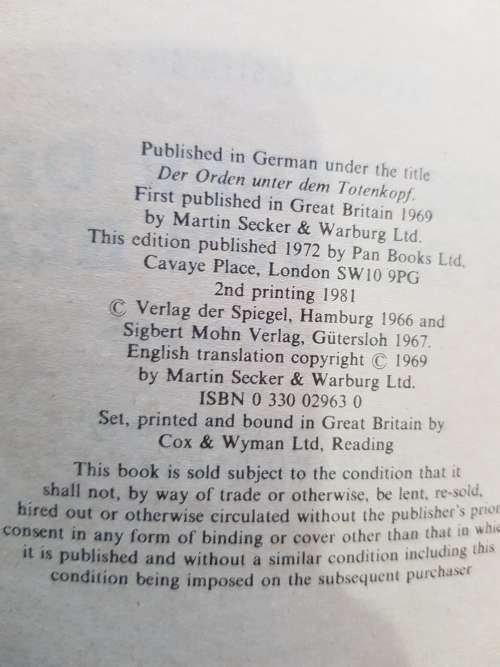 Published in German under the title
Der Orden unter dem Totenkopf.
First published in Great Britain 1969
by Martin Secker & Warburg Ltd.
This edition published 1972 by Pan Books Ltd,
Cavaye Place, London SW10 9PG
2nd printing 1981
© Verlag der Spiegel, Hamburg 1966 and
Sigbert Mohn Verlag, Gütersloh 1967.
English translation copyright © 1969
by Martin Secker & Warburg Ltd.
ISBN 0 330 02963 0
Set, printed and bound in Great Britain by
Cox & Wyman Ltd, Reading
This book is sold subject to the condition that it
shall not, by way of trade or otherwise, be lent, re-sold,
hired out or otherwise circulated without the publisher's prior
consent in any form of binding or cover other than that in whic
it is published and without a similar condition including this
condition being imposed on the subsequent purchaser